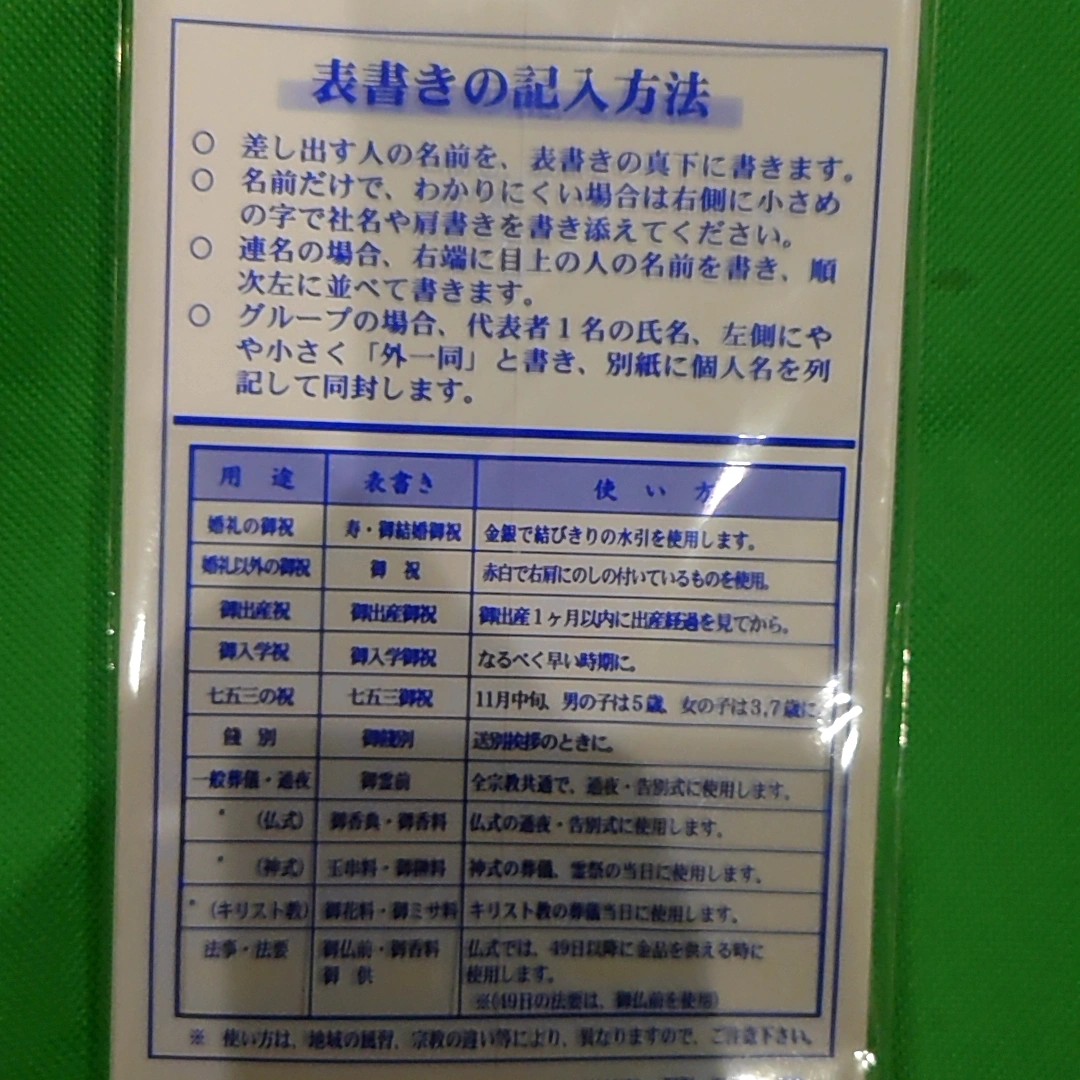 表書きの記入方法
○ 差し出す人の名前を、表書きの真下に書きます。
○ 名前だけで、わかりにくい場合は右側に小さめ
の字で社名や肩書きを書き添えてください。
○ 連名の場合、右端に目上の人の名前を書き、順
次左に並べて書きます。
○ グループの場合、代表者1名の氏名、左側にや
や小さく「外一同」と書き、別紙に個人名を列
記して同封します。
用途 表書き 使い方
婚礼の御祝 寿・御結婚御祝 金銀で結びきりの水引を使用します。
婚礼以外の御祝 御祝 赤白で右肩にのしの付いているものを使用。
御出産祝 御出産御祝 御出産1ヶ月以内に出産経過を見てから。
御入学祝 御入学御祝 なるべく早い時期に。
七五三の祝 七五三御祝 11月中旬、男の子は5歳、女の子は3,7歳に
餞別 御餞別 送別挨拶のときに。
一般葬儀・通夜 御霊前 全宗教共通で、通夜・告別式に使用します。
〃 (仏式) 御香典・御香料 仏式の通夜・告別式に使用します。
〃 (神式) 玉串料・御榊料 神式の葬儀、霊祭の当日に使用します。
〃 (キリスト教) 御花料・御ミサ料 キリスト教の葬儀当日に使用します。
法事・法要 御仏前・御香料 仏式では、49日以降に金品を供える時に
御供 使用します。
※(49日の法要は、御仏前を使用)
※ 使い方は、地域の風習、宗教の違い等により、異なりますので、ご注意下さい。